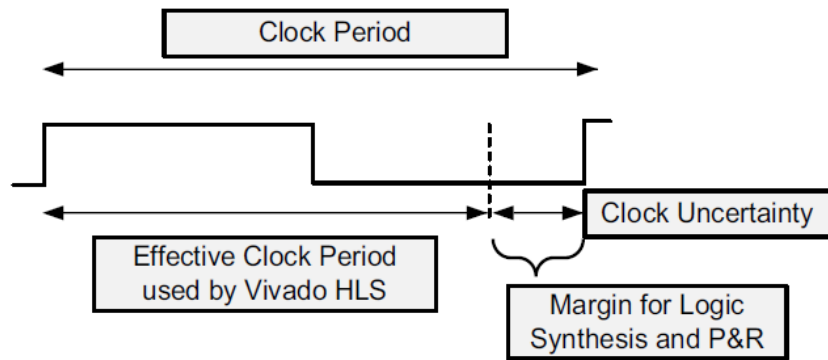 Clock Period
Clock Uncertainty
Effective Clock Period
used by Vivado HLS
Margin for Logic
Synthesis and P&R